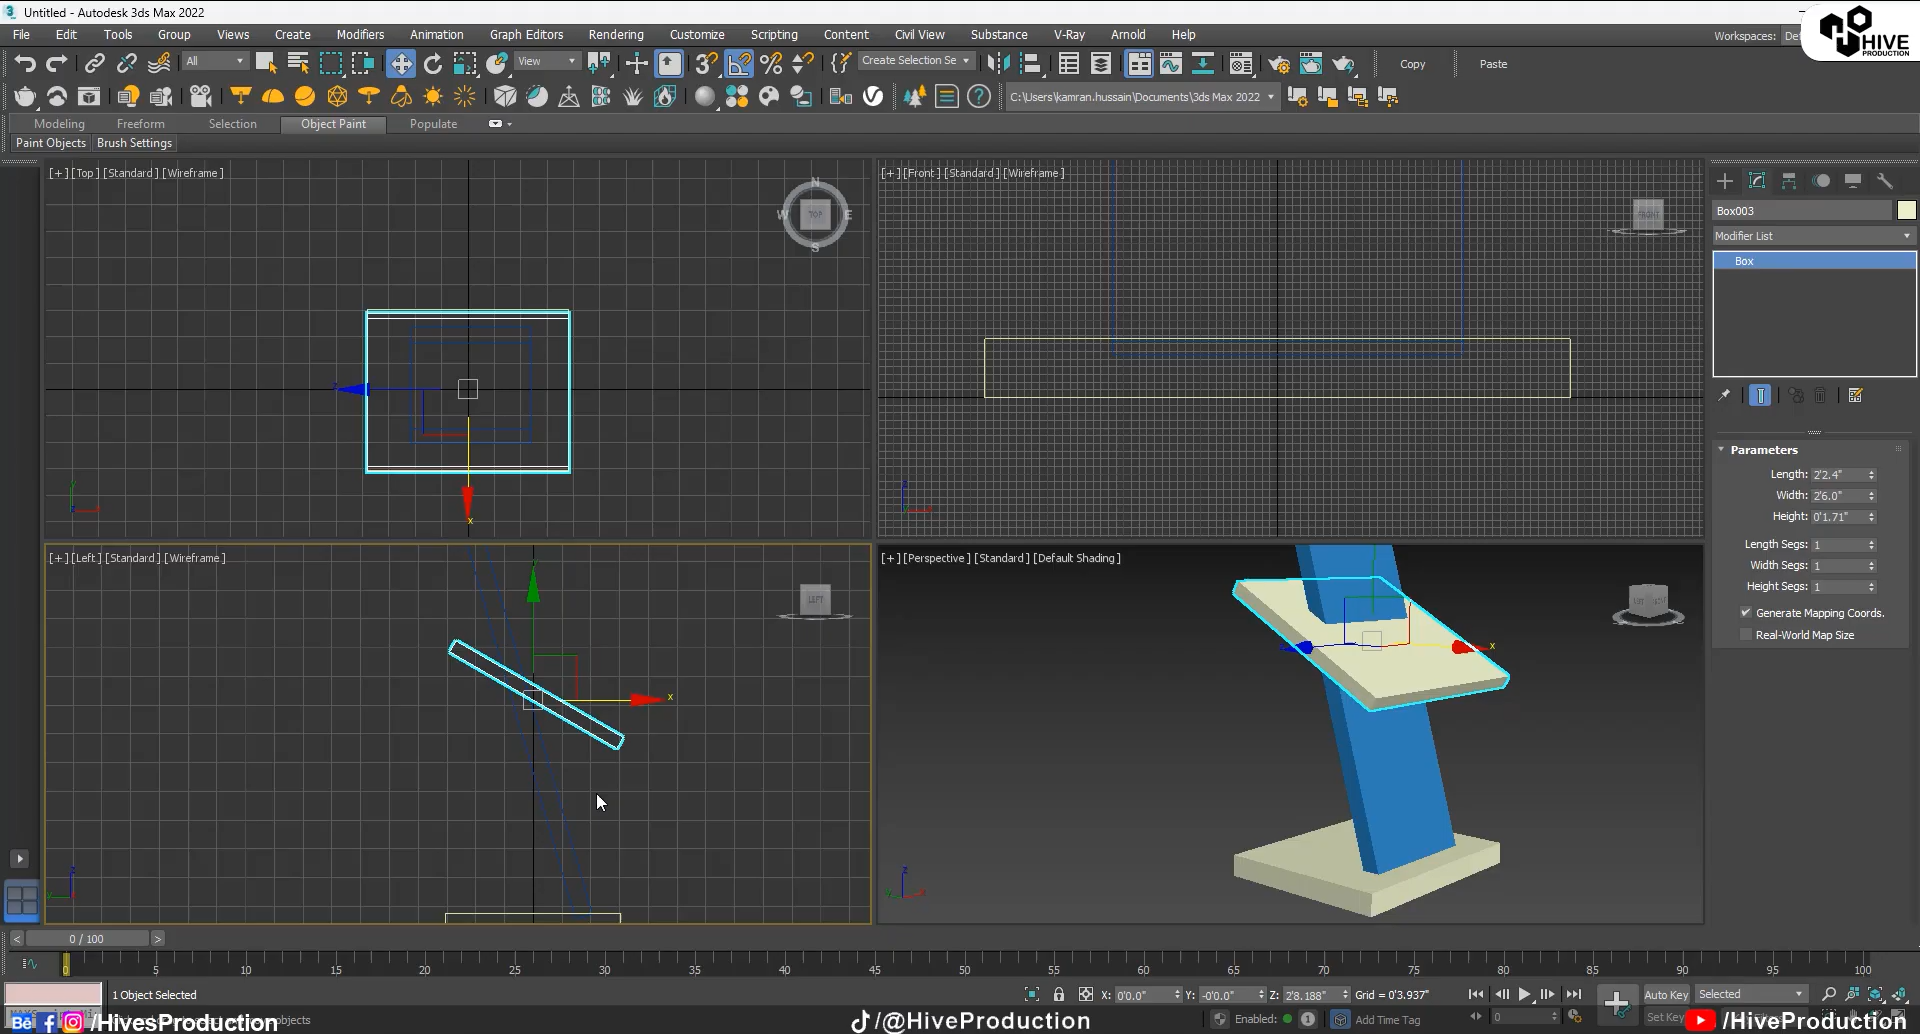 Untitled - Autodesk 3ds Max 2022
HIVE
PRODUCTION
File Edit Tools Group Views Create Modifiers Animation Graph Editors Rendering Customize Scripting Content Civil View Substance V-Ray Arnold Help Workspaces:
All View Create Selection Se Copy Paste
C:\Users\kamran.hussain\Documents\3ds Max 2022
Modeling Freeform Selection Object Paint Populate
Paint Objects Brush Settings
[+] [Top] [Standard] [Wireframe]
N
W TOP E
S
z
x
[+] [Front] [Standard] [Wireframe]
FRONT
Box003
Modifier List
Box
Parameters
Length: 2'2.4"
Width: 2'6.0"
Height: 0'1.71"
Length Segs: 1
Width Segs: 1
Height Segs: 1
Generate Mapping Coords.
Real-World Map Size
[+] [Left] [Standard] [Wireframe]
LEFT
x
[+] [Perspective] [Standard] [Default Shading]
x
< 0 / 100 >
0 5 10 15 20 25 30 35 40 45 50 55 60 65 70 75 80 85 90 95 100
1 Object Selected
X: 0'0.0" Y: -0'0.0" Z: 2'8.188" Grid = 0'3.937"
Auto Key Selected
Bē f /HivesProduction
objects
/@HiveProduction
Enabled: 1 Add Time Tag
0
Set Key
/HiveProduction